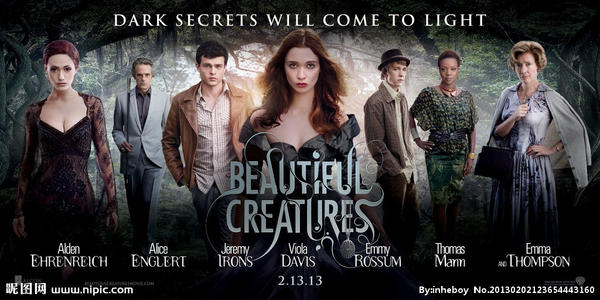 DARK SECRETS WILL COME TO LIGHT
BEAUTIFUL
CREATURES
Alden EHRENREICH
Alice ENGLERT
Jeremy IRONS
Viola DAVIS
Emmy ROSSUM
Thomas Mann
AND Emma THOMPSON
2.13.13
昵图网 www.nipic.com
By:inheboy No.20130202123654443160